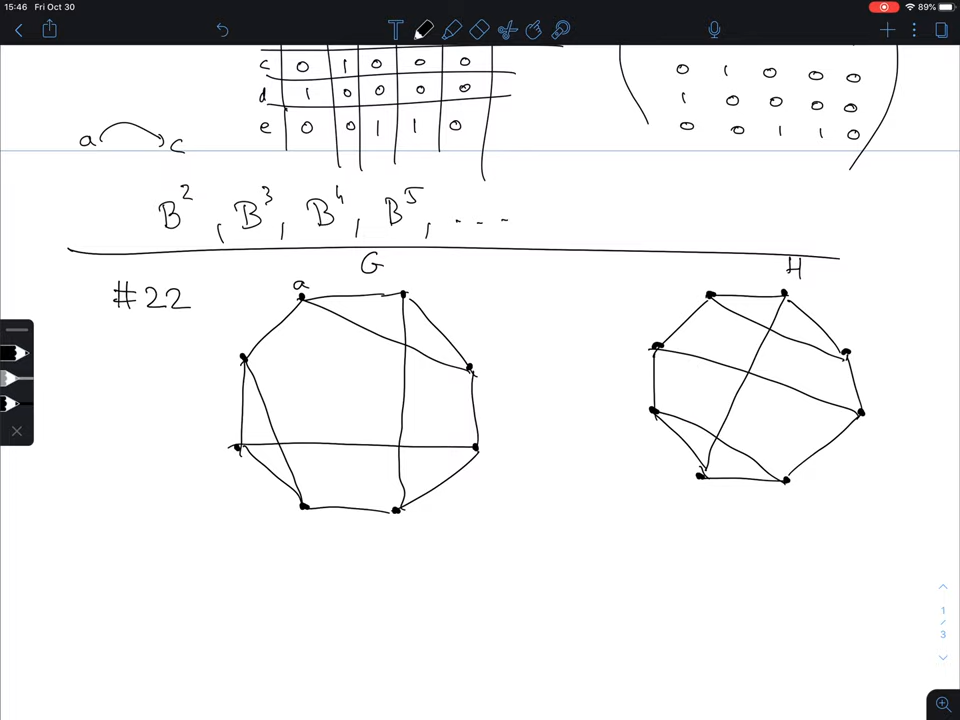 15:46 Fri Oct 30
89%
T
c 0 1 0 0 0
d 1 0 0 0 0
e 0 0 1 1 0
0 1 0 0 0
1 0 0 0 0
0 0 1 1 0
a c
B², B³, B⁴, B⁵, ....
G
H
#22
a
1
/
3